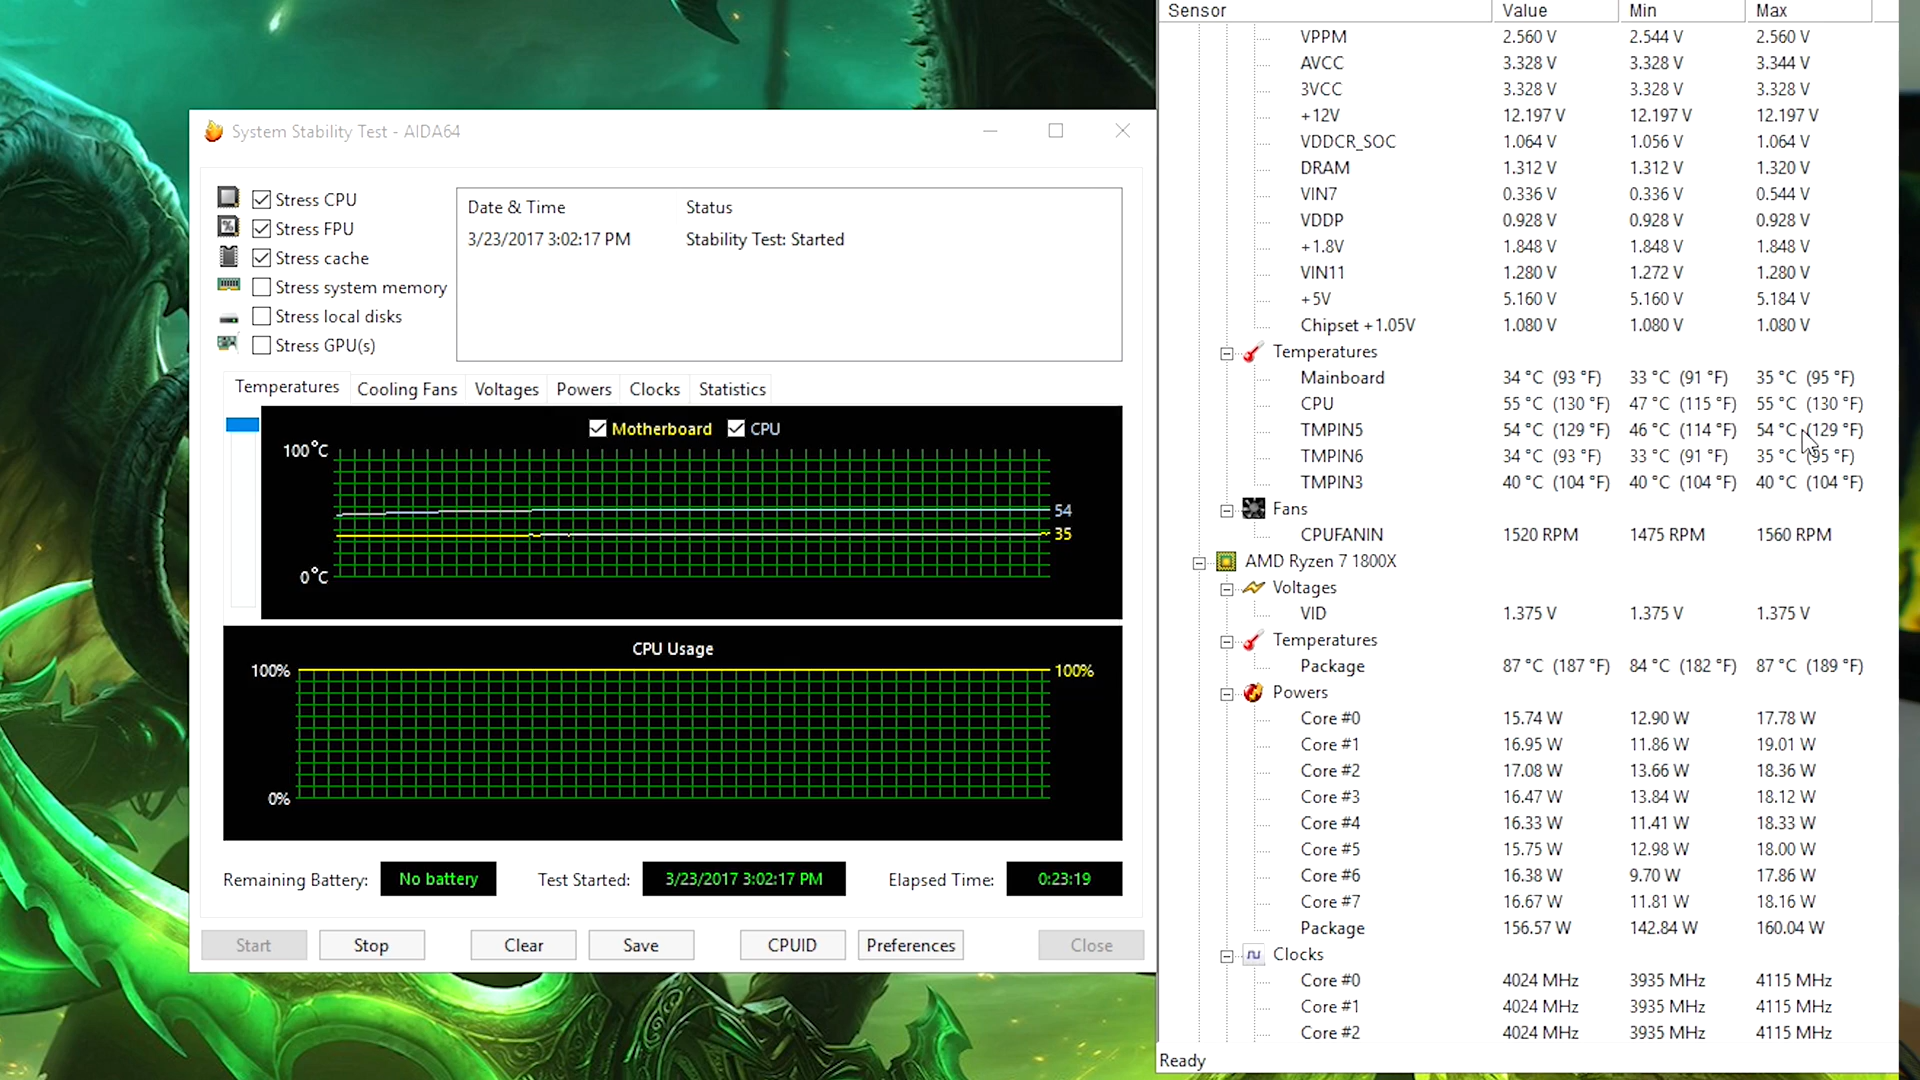 System Stability Test - AIDA64
Stress CPU
Stress FPU
Stress cache
Stress system memory
Stress local disks
Stress GPU(s)
Date & Time Status
3/23/2017 3:02:17 PM Stability Test: Started
Temperatures Cooling Fans Voltages Powers Clocks Statistics
Motherboard CPU
100°C
54
35
0°C
CPU Usage
100% 100%
0%
Remaining Battery: No battery Test Started: 3/23/2017 3:02:17 PM Elapsed Time: 0:23:19
Start Stop Clear Save CPUID Preferences Close
Sensor Value Min Max
VPPM 2.560 V 2.544 V 2.560 V
AVCC 3.328 V 3.328 V 3.344 V
3VCC 3.328 V 3.328 V 3.328 V
+12V 12.197 V 12.197 V 12.197 V
VDDCR_SOC 1.064 V 1.056 V 1.064 V
DRAM 1.312 V 1.312 V 1.320 V
VIN7 0.336 V 0.336 V 0.544 V
VDDP 0.928 V 0.928 V 0.928 V
+1.8V 1.848 V 1.848 V 1.848 V
VIN11 1.280 V 1.272 V 1.280 V
+5V 5.160 V 5.160 V 5.184 V
Chipset +1.05V 1.080 V 1.080 V 1.080 V
Temperatures
Mainboard 34 °C (93 °F) 33 °C (91 °F) 35 °C (95 °F)
CPU 55 °C (130 °F) 47 °C (115 °F) 55 °C (130 °F)
TMPIN5 54 °C (129 °F) 46 °C (114 °F) 54 °C (129 °F)
TMPIN6 34 °C (93 °F) 33 °C (91 °F) 35 °C (95 °F)
TMPIN3 40 °C (104 °F) 40 °C (104 °F) 40 °C (104 °F)
Fans
CPUFANIN 1520 RPM 1475 RPM 1560 RPM
AMD Ryzen 7 1800X
Voltages
VID 1.375 V 1.375 V 1.375 V
Temperatures
Package 87 °C (187 °F) 84 °C (182 °F) 87 °C (189 °F)
Powers
Core #0 15.74 W 12.90 W 17.78 W
Core #1 16.95 W 11.86 W 19.01 W
Core #2 17.08 W 13.66 W 18.36 W
Core #3 16.47 W 13.84 W 18.12 W
Core #4 16.33 W 11.41 W 18.33 W
Core #5 15.75 W 12.98 W 18.00 W
Core #6 16.38 W 9.70 W 17.86 W
Core #7 16.67 W 11.81 W 18.16 W
Package 156.57 W 142.84 W 160.04 W
Clocks
Core #0 4024 MHz 3935 MHz 4115 MHz
Core #1 4024 MHz 3935 MHz 4115 MHz
Core #2 4024 MHz 3935 MHz 4115 MHz
Ready